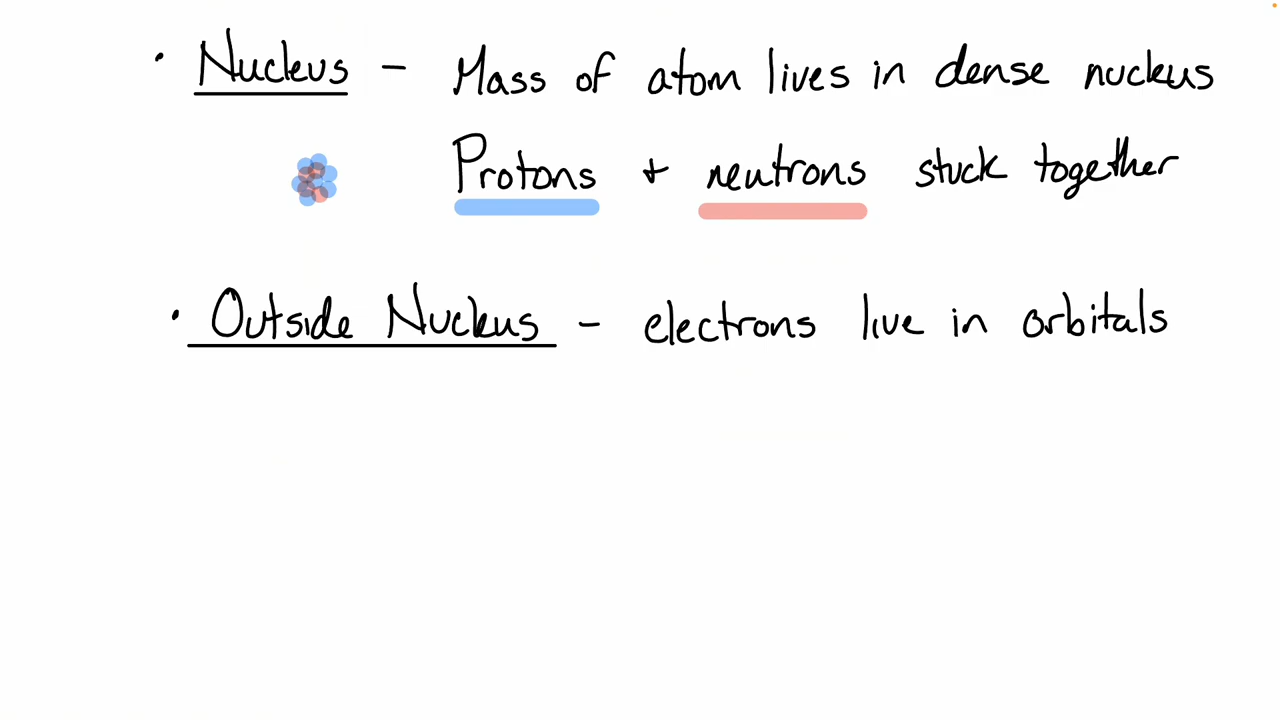 · Nucleus - Mass of atom lives in dense nucleus
Protons + neutrons stuck together
· Outside Nucleus - electrons live in orbitals